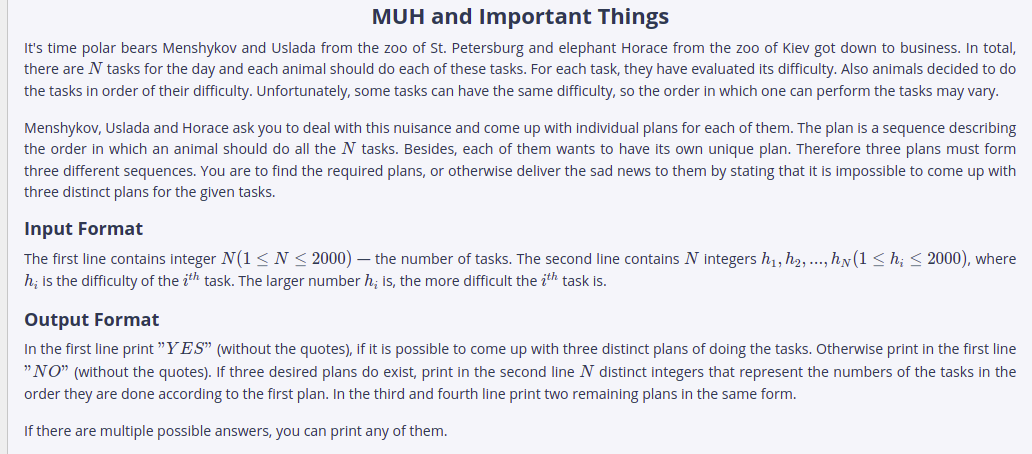 MUH and Important Things
It's time polar bears Menshykov and Uslada from the zoo of St. Petersburg and elephant Horace from the zoo of Kiev got down to business. In total,
there are N tasks for the day and each animal should do each of these tasks. For each task, they have evaluated its difficulty. Also animals decided to do
the tasks in order of their difficulty. Unfortunately, some tasks can have the same difficulty, so the order in which one can perform the tasks may vary.
Menshykov, Uslada and Horace ask you to deal with this nuisance and come up with individual plans for each of them. The plan is a sequence describing
the order in which an animal should do all the N tasks. Besides, each of them wants to have its own unique plan. Therefore three plans must form
three different sequences. You are to find the required plans, or otherwise deliver the sad news to them by stating that it is impossible to come up with
three distinct plans for the given tasks.
Input Format
The first line contains integer N(1 ≤ N ≤ 2000) — the number of tasks. The second line contains N integers h₁, h₂, ..., h_N(1 ≤ hᵢ ≤ 2000), where
hᵢ is the difficulty of the iᵗʰ task. The larger number hᵢ is, the more difficult the iᵗʰ task is.
Output Format
In the first line print ”YES” (without the quotes), if it is possible to come up with three distinct plans of doing the tasks. Otherwise print in the first line
”NO” (without the quotes). If three desired plans do exist, print in the second line N distinct integers that represent the numbers of the tasks in the
order they are done according to the first plan. In the third and fourth line print two remaining plans in the same form.
If there are multiple possible answers, you can print any of them.